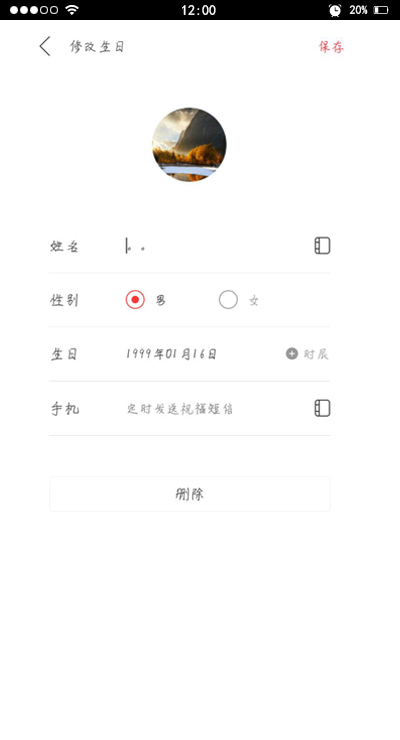 12:00 20%
修改生日 保存
姓名 。。
性别 男 女
生日 1999年01月16日 时辰
手机 定时发送祝福短信
删除